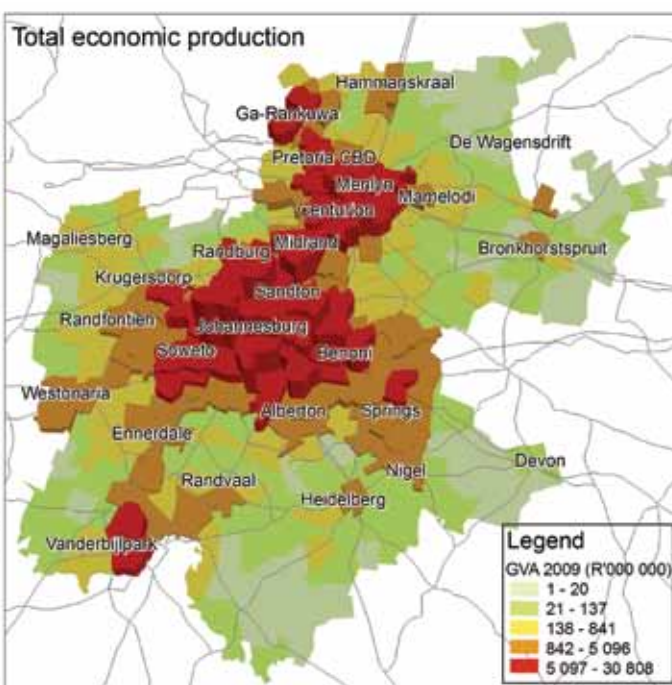 Total economic production
Hammanskraal
Ga-Rankuwa
De Wagensdrift
Pretoria CBD
Menlyn
Mamelodi
Centurion
Magaliesberg
Midrand
Randburg
Bronkhorstspruit
Krugersdorp
Sandton
Randfontien
Johannesburg
Soweto
Benoni
Westonaria
Alberton
Springs
Ennerdale
Nigel
Devon
Randvaal
Heidelberg
Vanderbijlpark
Legend
GVA 2009 (R'000 000)
1 - 20
21 - 137
138 - 841
842 - 5 096
5 097 - 30 808